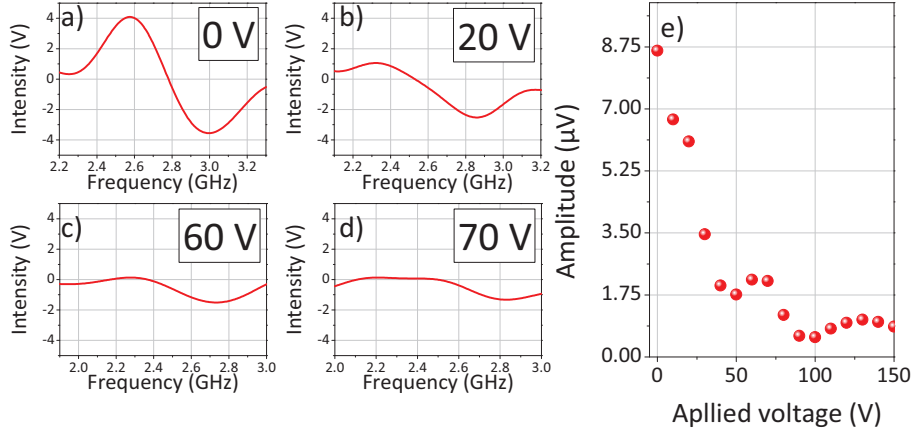 a) 0 V
Intensity (V)
4
2
0
-2
-4
2.2 2.4 2.6 2.8 3.0 3.2
Frequency (GHz)
b) 20 V
Intensity (V)
4
2
0
-2
-4
2.2 2.4 2.6 2.8 3.0 3.2
Frequency (GHz)
c) 60 V
Intensity (V)
4
2
0
-2
-4
2.0 2.2 2.4 2.6 2.8 3.0
Frequency (GHz)
d) 70 V
Intensity (V)
4
2
0
-2
-4
2.0 2.2 2.4 2.6 2.8 3.0
Frequency (GHz)
e)
Amplitude (μV)
8.75
7.00
5.25
3.50
1.75
0.00
0 50 100 150
Apllied voltage (V)